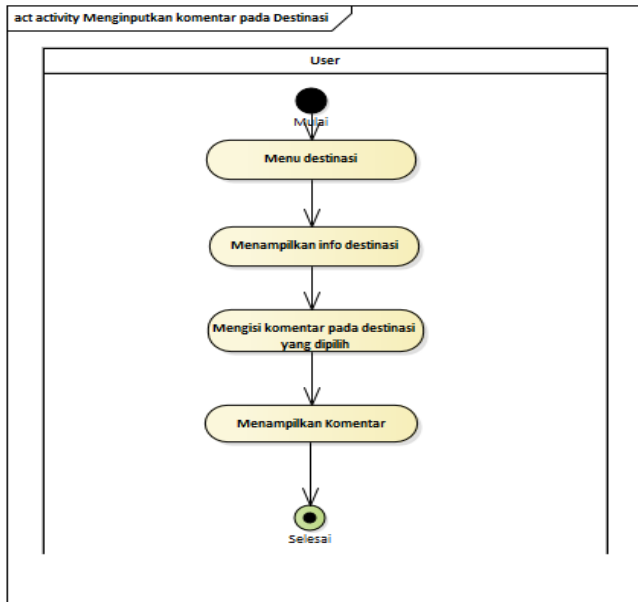 act activity Menginputkan komentar pada Destinasi
User
Mulai
Menu destinasi
Menampilkan info destinasi
Mengisi komentar pada destinasi
yang dipilih
Menampilkan Komentar
Selesai